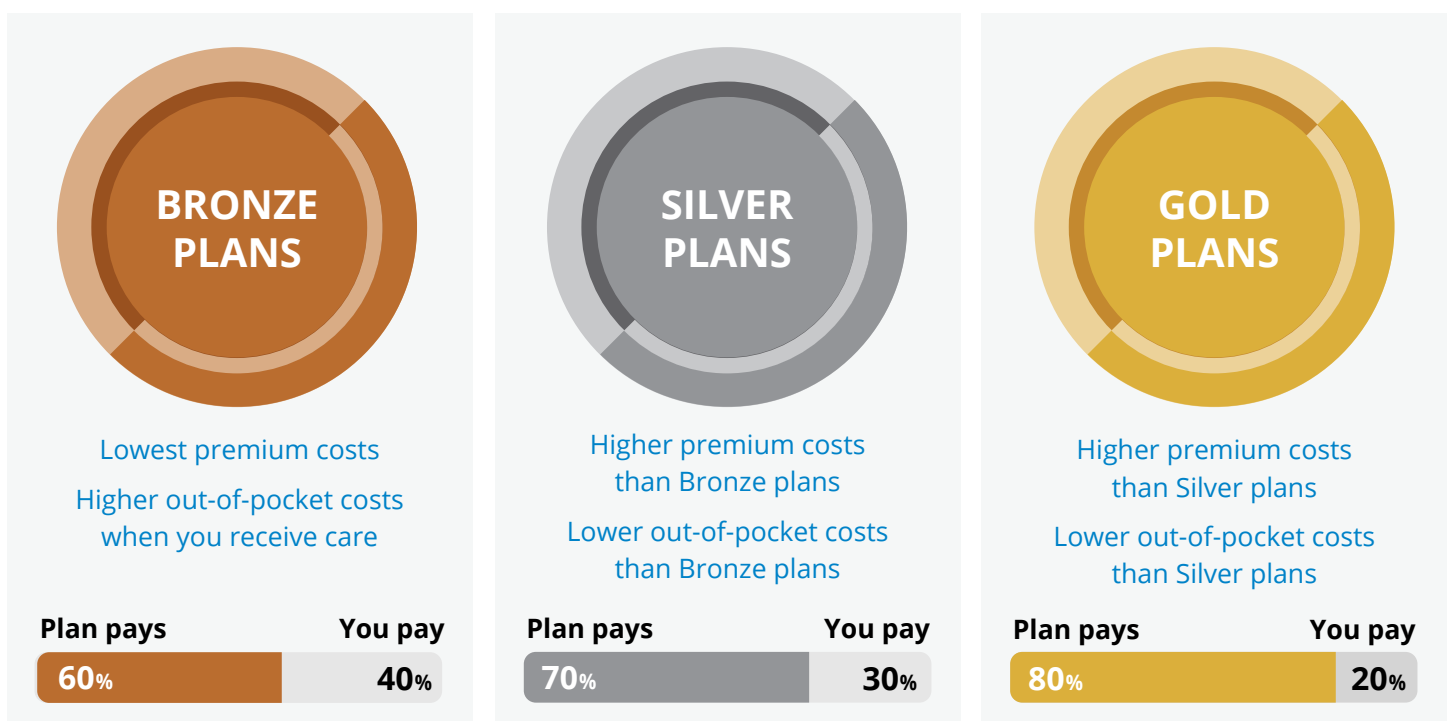 BRONZE
PLANS
Lowest premium costs
Higher out-of-pocket costs
when you receive care
Plan pays You pay
60% 40%
SILVER
PLANS
Higher premium costs
than Bronze plans
Lower out-of-pocket costs
than Bronze plans
Plan pays You pay
70% 30%
GOLD
PLANS
Higher premium costs
than Silver plans
Lower out-of-pocket costs
than Silver plans
Plan pays You pay
80% 20%